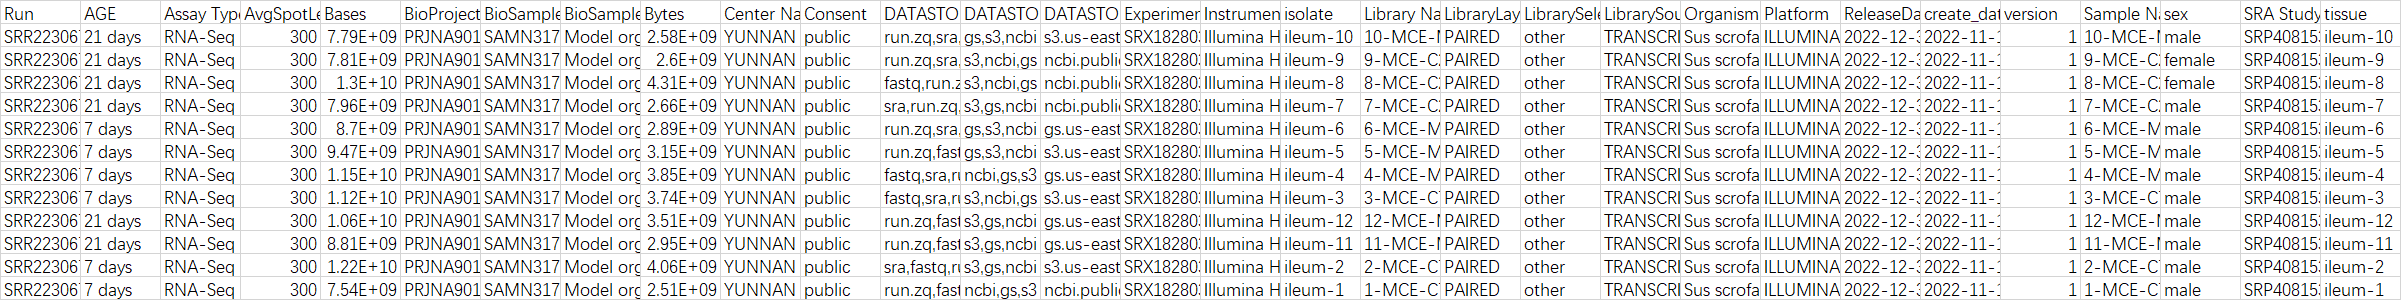 Run AGE Assay Type AvgSpotLe Bases BioProject BioSample BioSample Bytes Center Na Consent DATASTO DATASTO DATASTO Experimen Instrumen isolate Library Na LibraryLay LibrarySele LibrarySou Organism Platform ReleaseDa create_dat version Sample Na sex SRA Study tissue
SRR22306 21 days RNA-Seq 300 7.79E+09 PRJNA901 SAMN317 Model org 2.58E+09 YUNNAN public run.zq,sra, gs,s3,ncbi s3.us-east SRX18280 Illumina H ileum-10 10-MCE- PAIRED other TRANSCRI Sus scrofa ILLUMINA 2022-12-3 2022-11-1 1 10-MCE- male SRP40815 ileum-10
SRR22306 21 days RNA-Seq 300 7.81E+09 PRJNA901 SAMN317 Model org 2.6E+09 YUNNAN public run.zq,sra, s3,ncbi,gs ncbi.public SRX18280 Illumina H ileum-9 9-MCE-C PAIRED other TRANSCRI Sus scrofa ILLUMINA 2022-12-3 2022-11-1 1 9-MCE-C female SRP40815 ileum-9
SRR22306 21 days RNA-Seq 300 1.3E+10 PRJNA901 SAMN317 Model org 4.31E+09 YUNNAN public fastq,run.z s3,ncbi,gs ncbi.public SRX18280 Illumina H ileum-8 8-MCE-C PAIRED other TRANSCRI Sus scrofa ILLUMINA 2022-12-3 2022-11-1 1 8-MCE-C female SRP40815 ileum-8
SRR22306 21 days RNA-Seq 300 7.96E+09 PRJNA901 SAMN317 Model org 2.66E+09 YUNNAN public sra,run.zq, s3,gs,ncbi ncbi.public SRX18280 Illumina H ileum-7 7-MCE-C PAIRED other TRANSCRI Sus scrofa ILLUMINA 2022-12-3 2022-11-1 1 7-MCE-C male SRP40815 ileum-7
SRR22306 7 days RNA-Seq 300 8.7E+09 PRJNA901 SAMN317 Model org 2.89E+09 YUNNAN public run.zq,sra, gs,s3,ncbi gs.us-east SRX18280 Illumina H ileum-6 6-MCE-M PAIRED other TRANSCRI Sus scrofa ILLUMINA 2022-12-3 2022-11-1 1 6-MCE-M male SRP40815 ileum-6
SRR22306 7 days RNA-Seq 300 9.47E+09 PRJNA901 SAMN317 Model org 3.15E+09 YUNNAN public run.zq,fast gs,s3,ncbi s3.us-east SRX18280 Illumina H ileum-5 5-MCE-M PAIRED other TRANSCRI Sus scrofa ILLUMINA 2022-12-3 2022-11-1 1 5-MCE-M male SRP40815 ileum-5
SRR22306 7 days RNA-Seq 300 1.15E+10 PRJNA901 SAMN317 Model org 3.85E+09 YUNNAN public fastq,sra,ru ncbi,gs,s3 gs.us-east SRX18280 Illumina H ileum-4 4-MCE-M PAIRED other TRANSCRI Sus scrofa ILLUMINA 2022-12-3 2022-11-1 1 4-MCE-M male SRP40815 ileum-4
SRR22306 7 days RNA-Seq 300 1.12E+10 PRJNA901 SAMN317 Model org 3.74E+09 YUNNAN public fastq,sra,ru s3,ncbi,gs gs.us-east SRX18280 Illumina H ileum-3 3-MCE-C PAIRED other TRANSCRI Sus scrofa ILLUMINA 2022-12-3 2022-11-1 1 3-MCE-C male SRP40815 ileum-3
SRR22306 21 days RNA-Seq 300 1.06E+10 PRJNA901 SAMN317 Model org 3.51E+09 YUNNAN public run.zq,fast s3,gs,ncbi gs.us-east SRX18280 Illumina H ileum-12 12-MCE- PAIRED other TRANSCRI Sus scrofa ILLUMINA 2022-12-3 2022-11-1 1 12-MCE- male SRP40815 ileum-12
SRR22306 21 days RNA-Seq 300 8.81E+09 PRJNA901 SAMN317 Model org 2.95E+09 YUNNAN public run.zq,fast s3,gs,ncbi gs.us-east SRX18280 Illumina H ileum-11 11-MCE- PAIRED other TRANSCRI Sus scrofa ILLUMINA 2022-12-3 2022-11-1 1 11-MCE- male SRP40815 ileum-11
SRR22306 7 days RNA-Seq 300 1.22E+10 PRJNA901 SAMN317 Model org 4.06E+09 YUNNAN public sra,fastq,ru s3,gs,ncbi s3.us-east SRX18280 Illumina H ileum-2 2-MCE-C PAIRED other TRANSCRI Sus scrofa ILLUMINA 2022-12-3 2022-11-1 1 2-MCE-C male SRP40815 ileum-2
SRR22306 7 days RNA-Seq 300 7.54E+09 PRJNA901 SAMN317 Model org 2.51E+09 YUNNAN public run.zq,fast ncbi,gs,s3 ncbi.public SRX18280 Illumina H ileum-1 1-MCE-C PAIRED other TRANSCRI Sus scrofa ILLUMINA 2022-12-3 2022-11-1 1 1-MCE-C male SRP40815 ileum-1